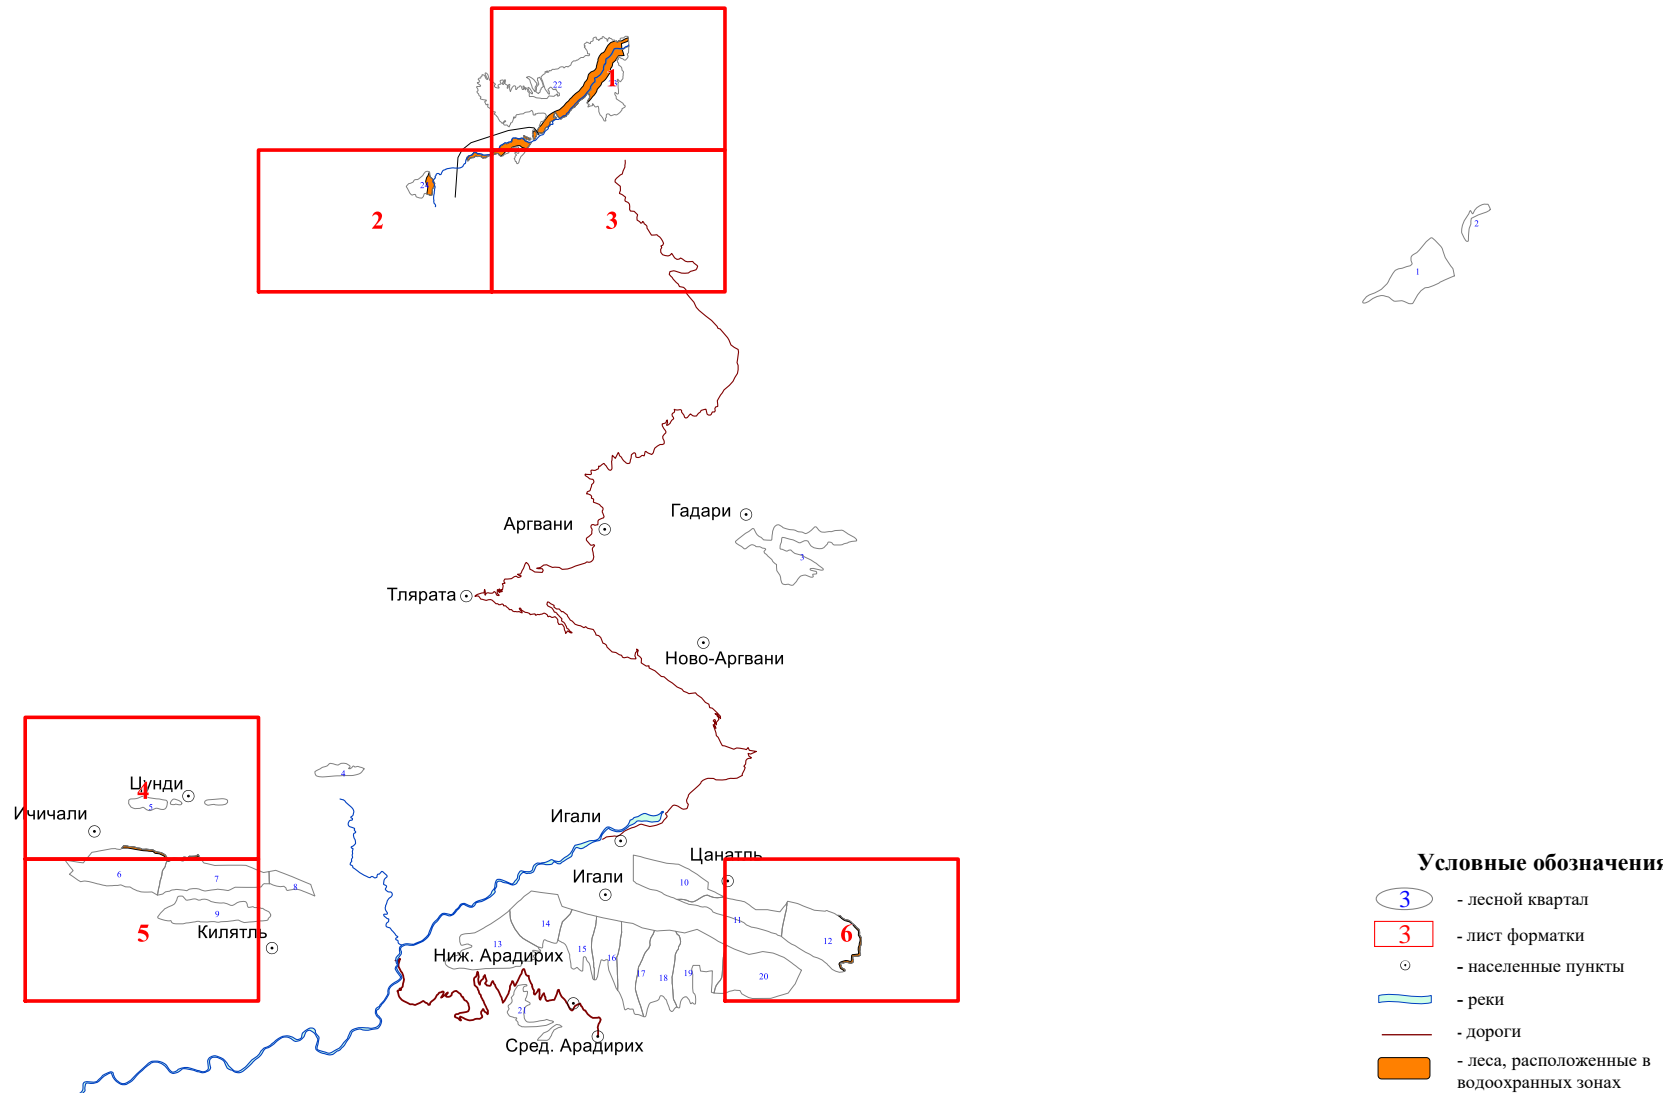 22
1
2
2
3
2
1
Гадари
Аргвани
3
Тлярата
Ново-Аргвани
4
Цунди
4
5
Ичичали
Игали
Цанатль
6
7
8
10
Игали
9
11
Килятль
5
14
12
6
13
15
16
Ниж. Арадирих
17
18
19
20
21
Сред. Арадирих
Условные обозначения
3 - лесной квартал
3 - лист форматки
- населенные пункты
- реки
- дороги
- леса, расположенные в
водоохранных зонах